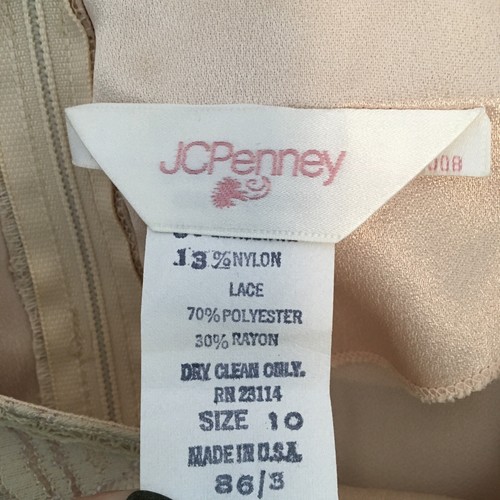 JCPenney
008
13% NYLON
LACE
70% POLYESTER
30% RAYON
DRY CLEAN ONLY.
RN 23114
SIZE 10
MADE IN U.S.A.
86/3